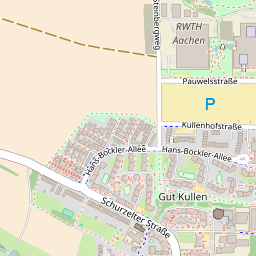 Steinbergweg
RWTH
Aachen
Pauwelsstraße
P
Kullenhofstraße
Hans-Böckler-Allee
Hans-Böckler-Allee
Gut Kullen
Schurzelter Straße